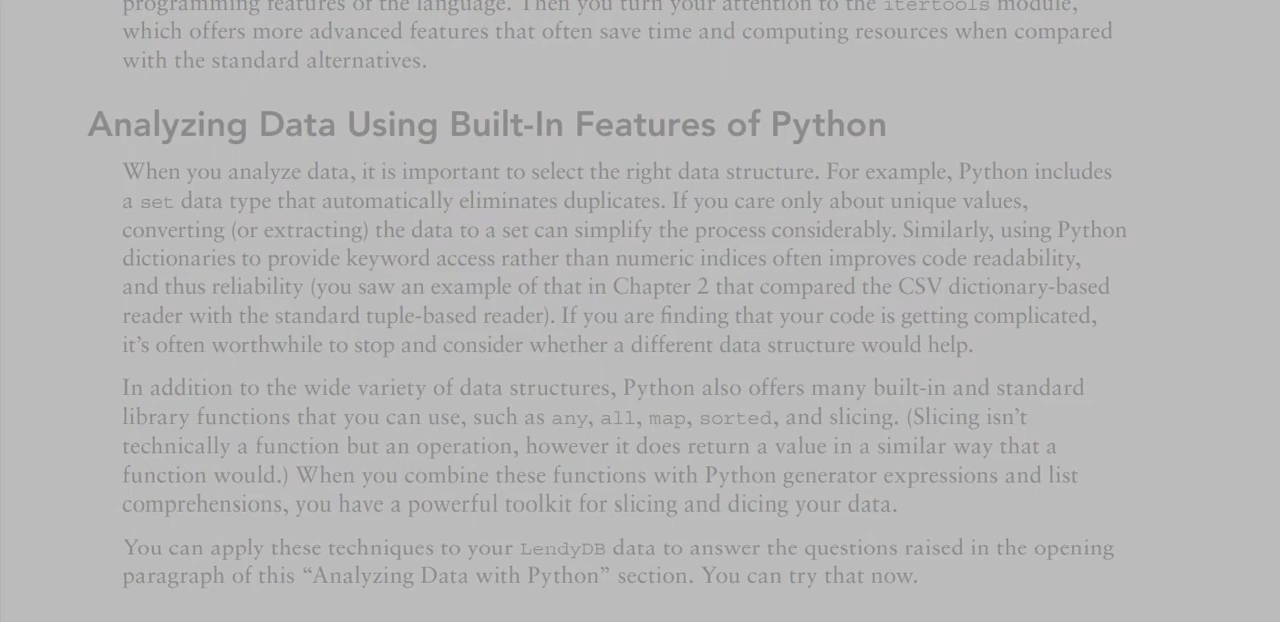 programming features of the language. Then you turn your attention to the itertools module,
which offers more advanced features that often save time and computing resources when compared
with the standard alternatives.
Analyzing Data Using Built-In Features of Python
When you analyze data, it is important to select the right data structure. For example, Python includes
a set data type that automatically eliminates duplicates. If you care only about unique values,
converting (or extracting) the data to a set can simplify the process considerably. Similarly, using Python
dictionaries to provide keyword access rather than numeric indices often improves code readability,
and thus reliability (you saw an example of that in Chapter 2 that compared the CSV dictionary-based
reader with the standard tuple-based reader). If you are finding that your code is getting complicated,
it's often worthwhile to stop and consider whether a different data structure would help.
In addition to the wide variety of data structures, Python also offers many built-in and standard
library functions that you can use, such as any, all, map, sorted, and slicing. (Slicing isn't
technically a function but an operation, however it does return a value in a similar way that a
function would.) When you combine these functions with Python generator expressions and list
comprehensions, you have a powerful toolkit for slicing and dicing your data.
You can apply these techniques to your LendyDB data to answer the questions raised in the opening
paragraph of this “Analyzing Data with Python” section. You can try that now.